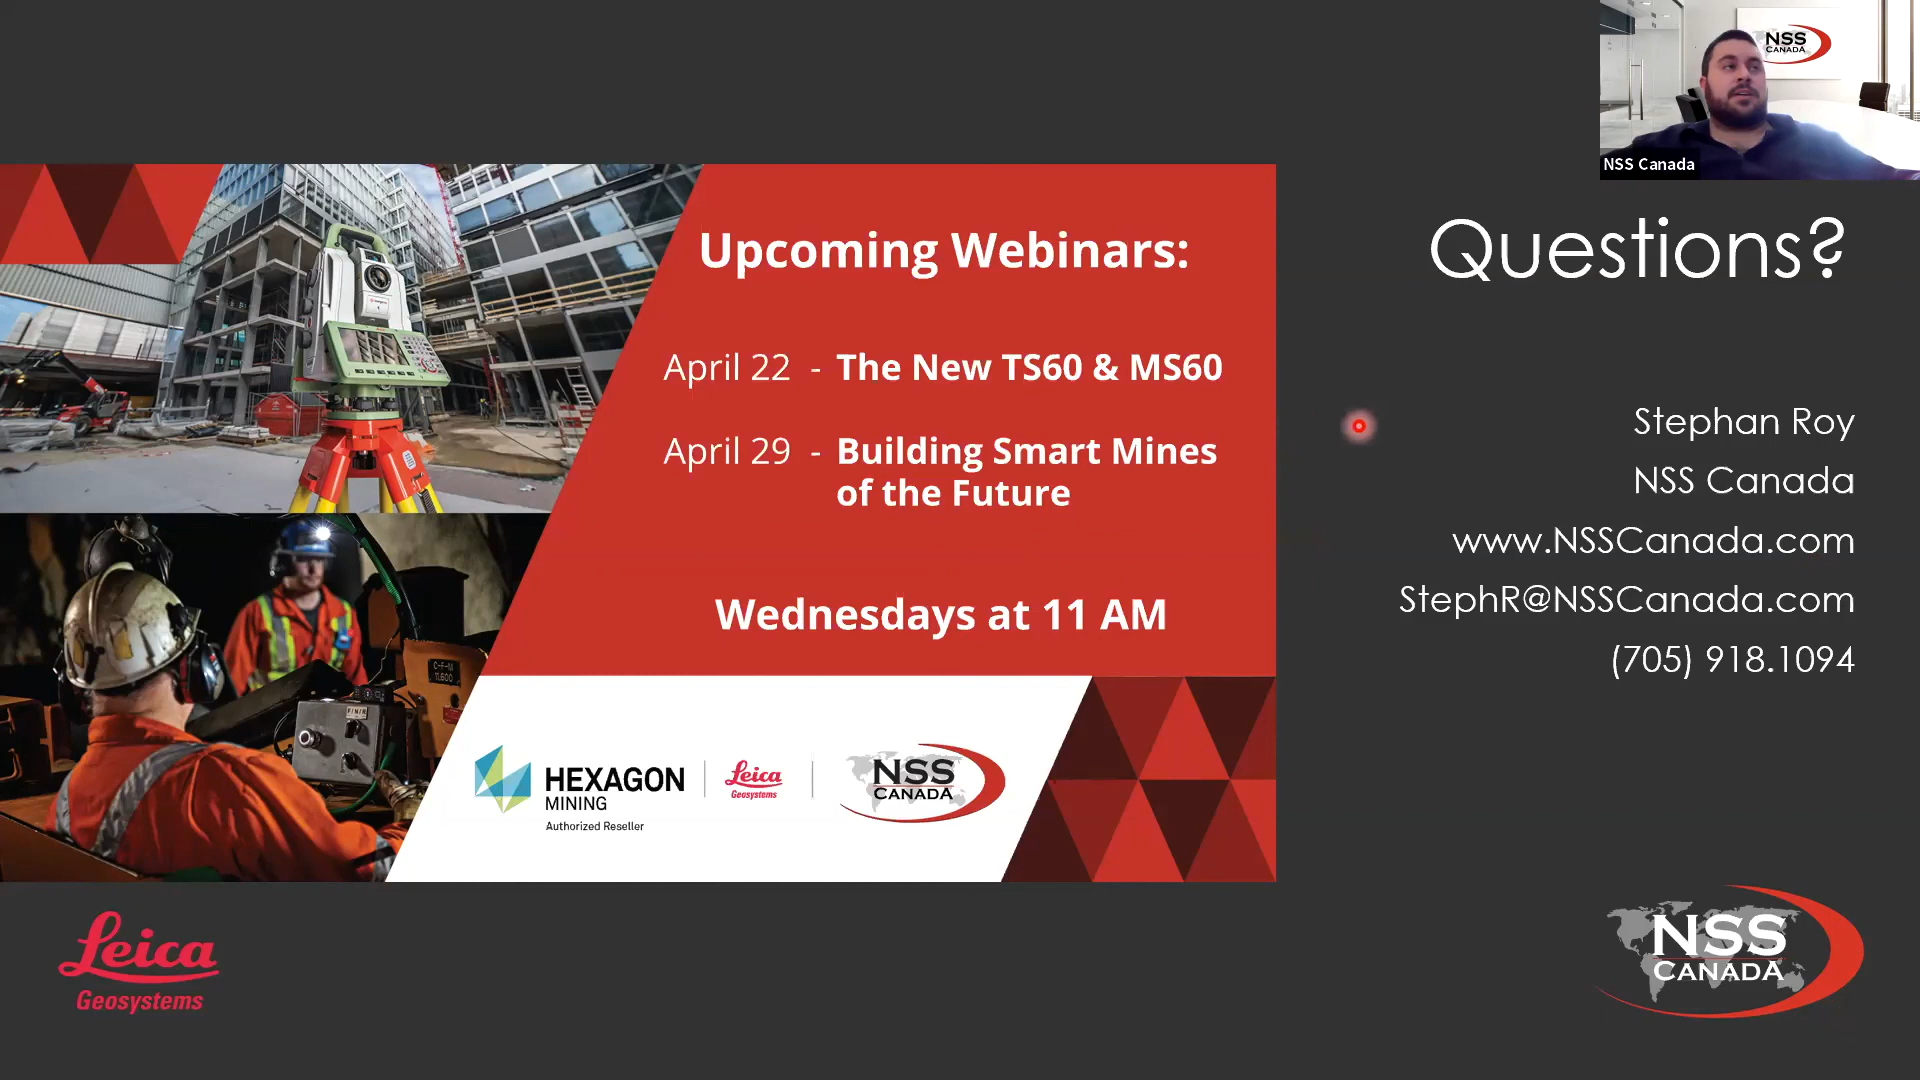 NSS
CANADA
NSS Canada
Questions?
Upcoming Webinars:
April 22 - The New TS60 & MS60
April 29 - Building Smart Mines
of the Future
Wednesdays at 11 AM
Stephan Roy
NSS Canada
www.NSSCanada.com
StephR@NSSCanada.com
(705) 918.1094
C-F-M
11,600
F/N/R
HEXAGON
MINING
Authorized Reseller
Leica
Geosystems
NSS
CANADA
Leica
Geosystems
NSS
CANADA